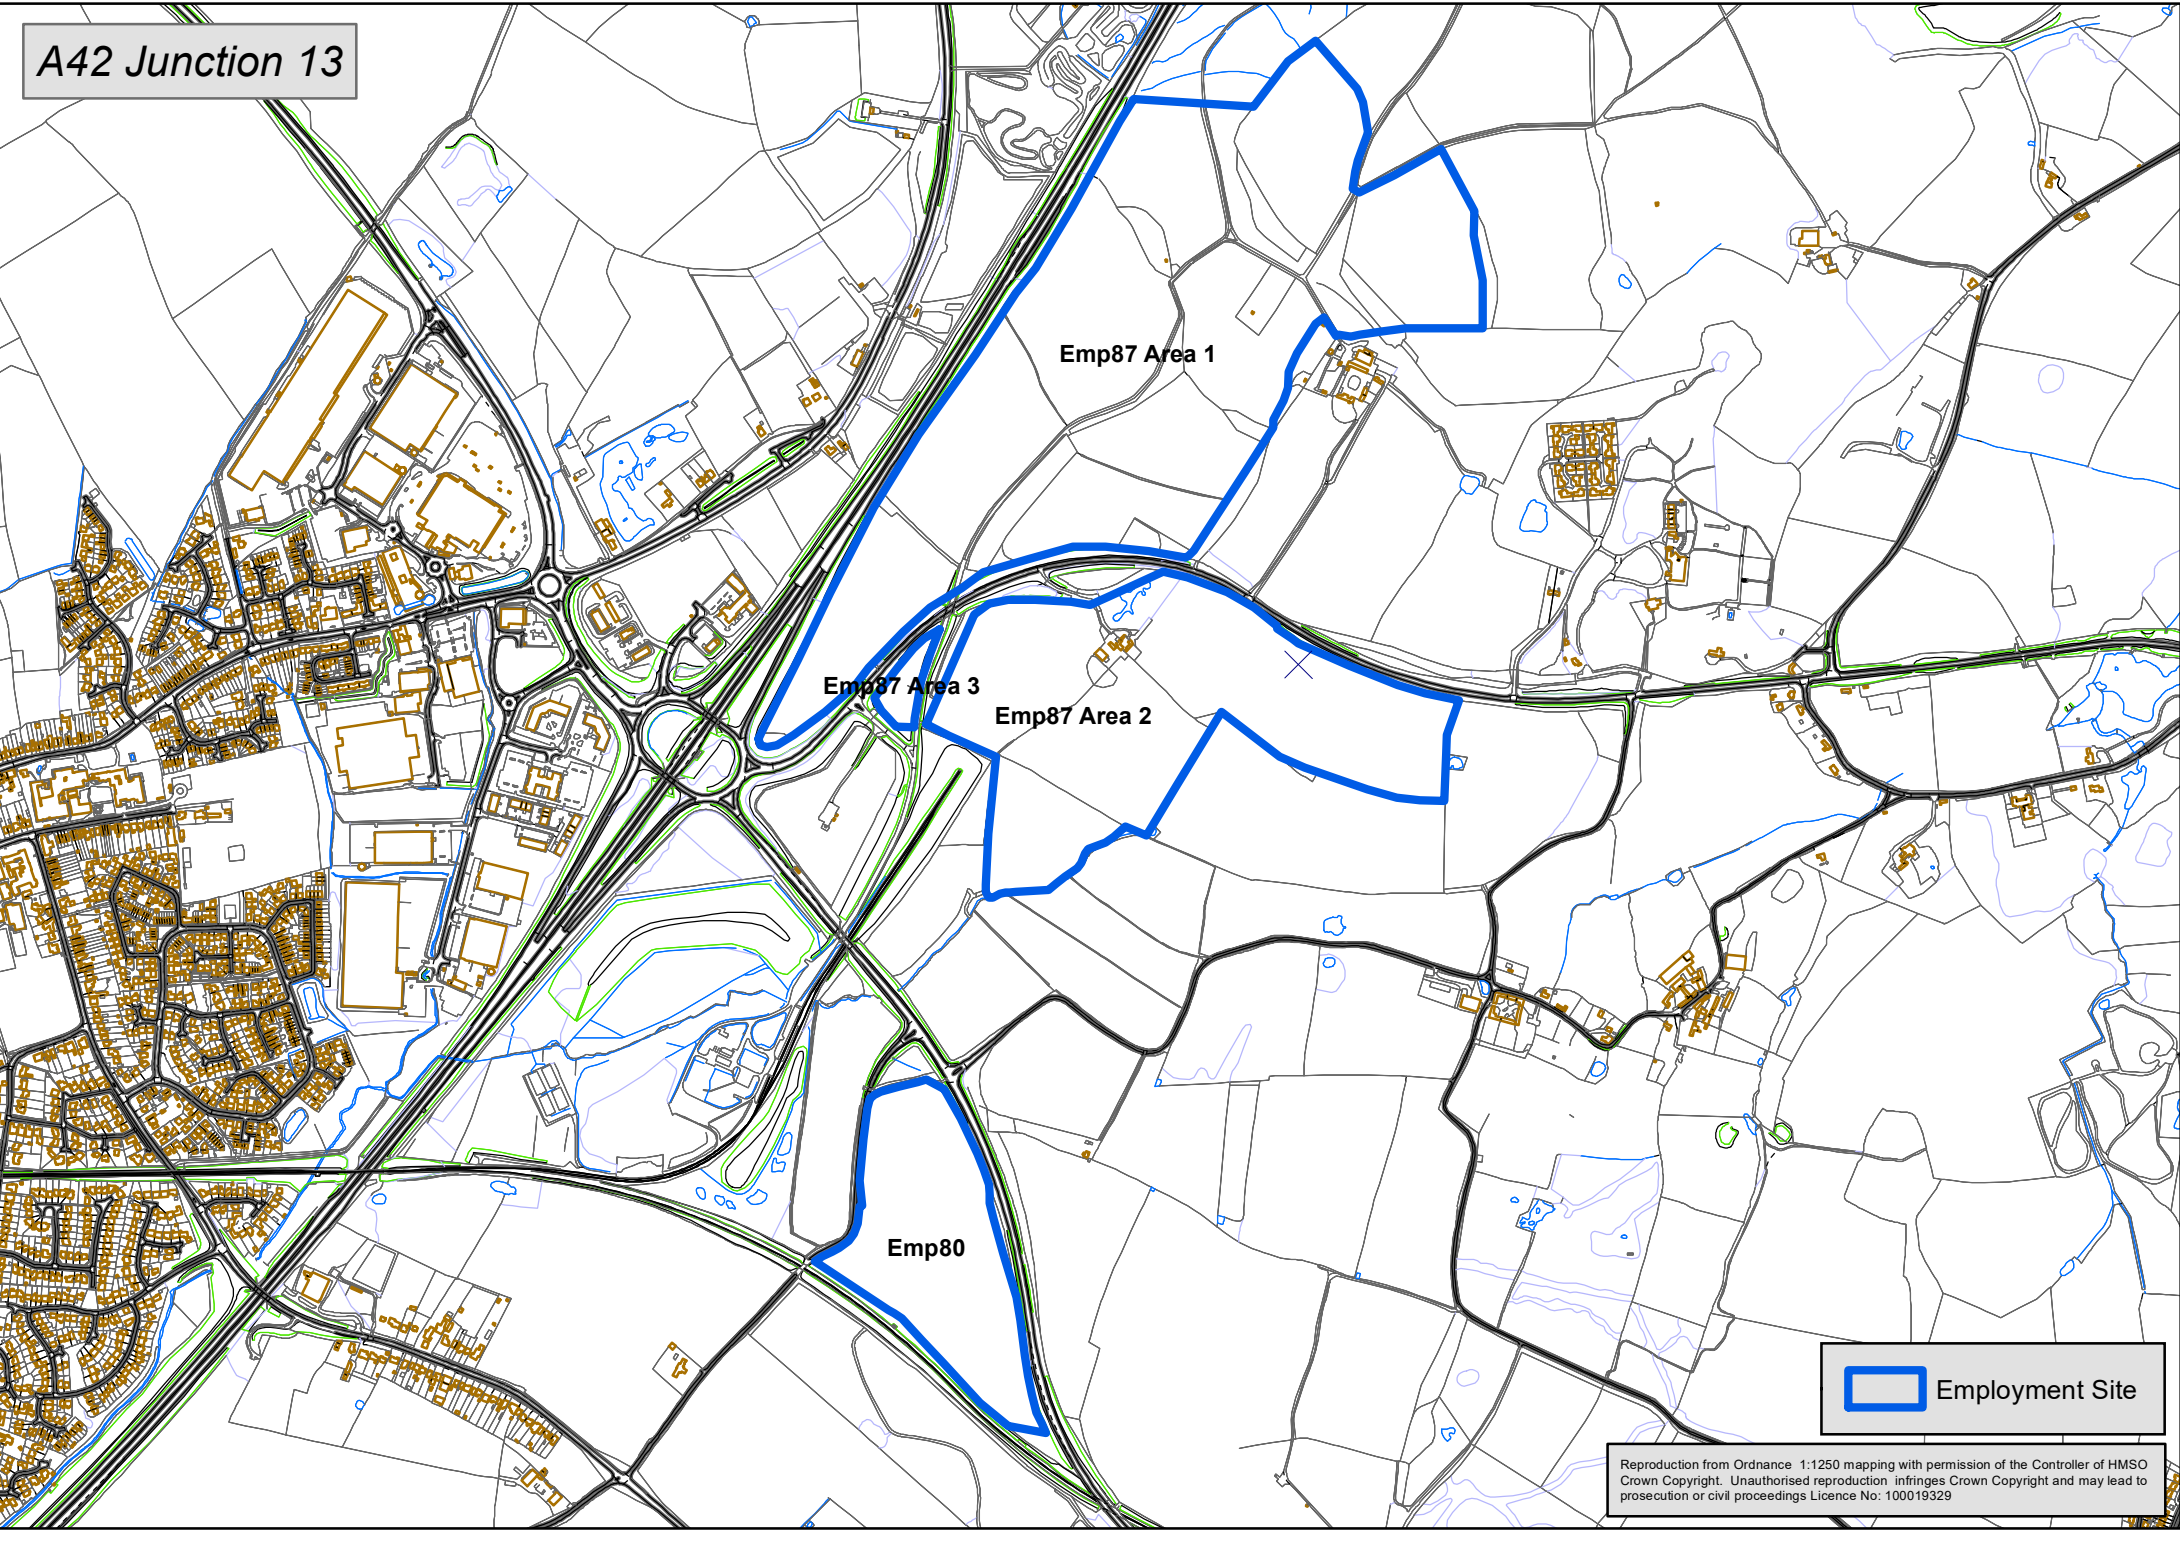 A42 Junction 13
Emp87 Area 1
Emp87 Area 3
Emp87 Area 2
Emp80
Employment Site
Reproduction from Ordnance 1:1250 mapping with permission of the Controller of HMSO
Crown Copyright. Unauthorised reproduction infringes Crown Copyright and may lead to
prosecution or civil proceedings Licence No: 100019329